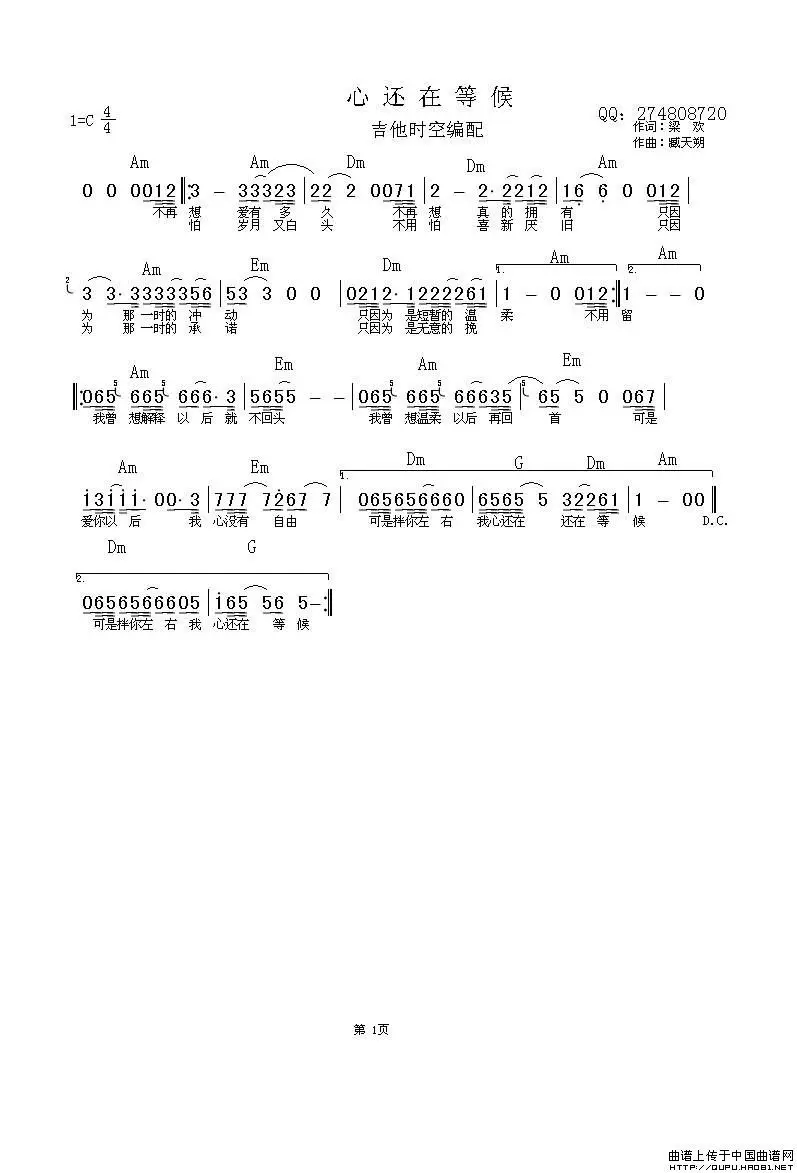 心还在等候
1=C 4/4
吉他时空编配
QQ: 274808720
作词：梁 欢
作曲：臧天朔
Am Am Dm Dm Am
0 0 0012 ‖: 3 – 33323 | 22 2 0071 | 2 – 2·2212 | 16 6 0 012 |
不再 想 爱有 多 久 不再 想 真 的 拥 有 只因
怕 岁月 又白 头 不用 怕 喜 新 厌 旧 只因
Am Em Dm Am Am
1. 2.
2 3 3·3333356 | 53 3 0 0 | 0212·1222261 | 1 – 0 012 :‖ 1 – – 0
为 那 一时的 冲 动 只因为 是短暂的 温 柔 不用 留
为 那 一时的 承 诺 只因为 是无意的 挽
Am Em Am Em
‖: 065 5 665 5 666·3 | 5655 – – | 065 5 665 5 66635 | 5 65 5 0 067 |
我曾 想解释 以 后 就 不回头 我曾 想温柔 以后 再回 首 可是
Am Em Dm G Dm Am
1.
i3iii·00·3 | 777 7267 7 | 065656660 | 6565 5 32261 | 1 – 00 ‖
爱你以 后 我 心没有 自由 可是拌你左 右 我心还在 还在 等 候 D.C.
Dm G
2.
0656566605 | i65 56 5– :‖
可是拌你左 右 我 心还在 等 候
第 1页
曲谱上传于中国曲谱网
HTTP://QUPU.HAO81.NET